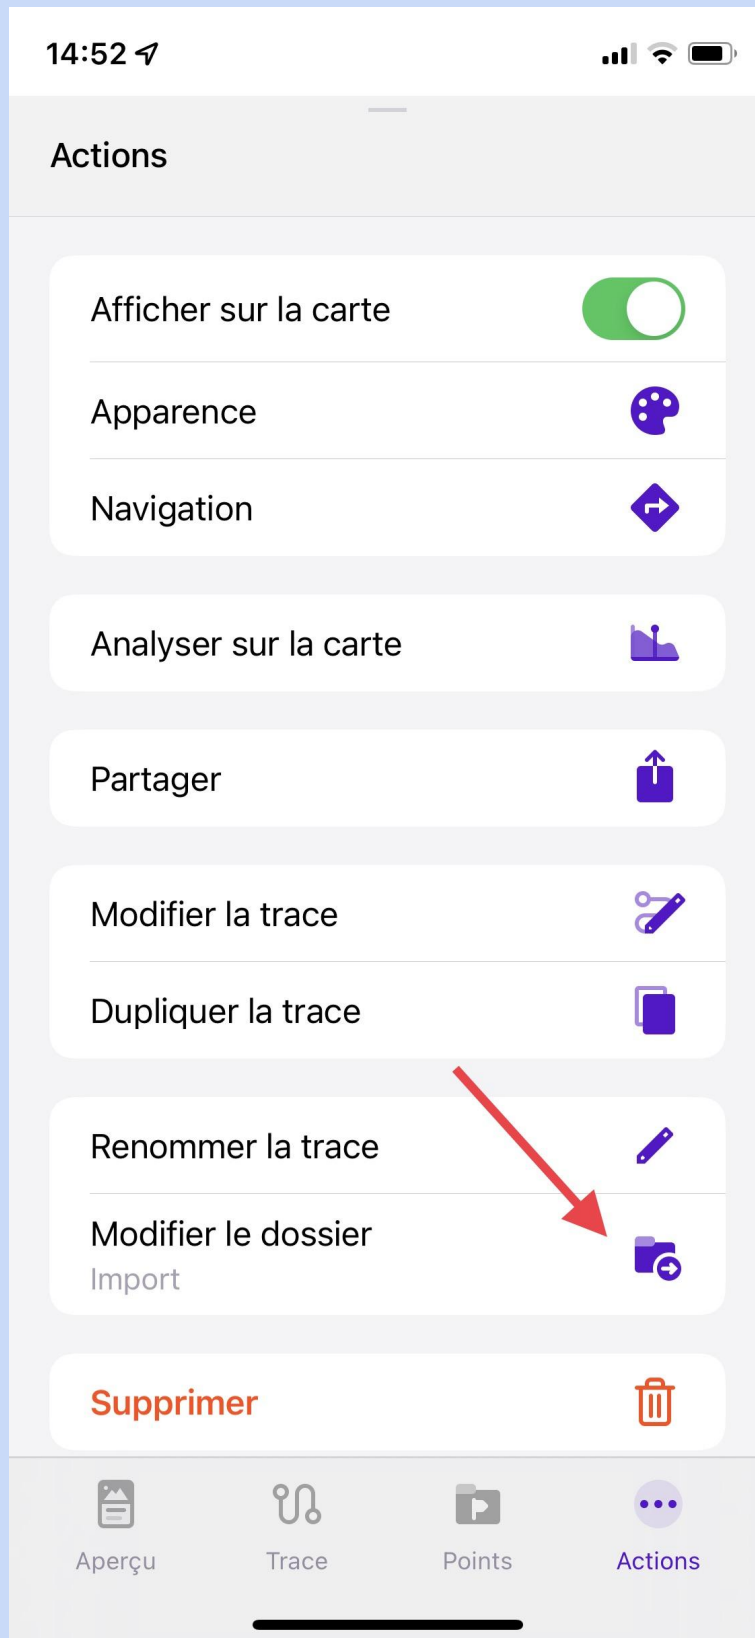 14:52
Actions
Afficher sur la carte
Apparence
Navigation
Analyser sur la carte
Partager
Modifier la trace
Dupliquer la trace
Renommer la trace
Modifier le dossier
Import
Supprimer
Aperçu Trace Points Actions